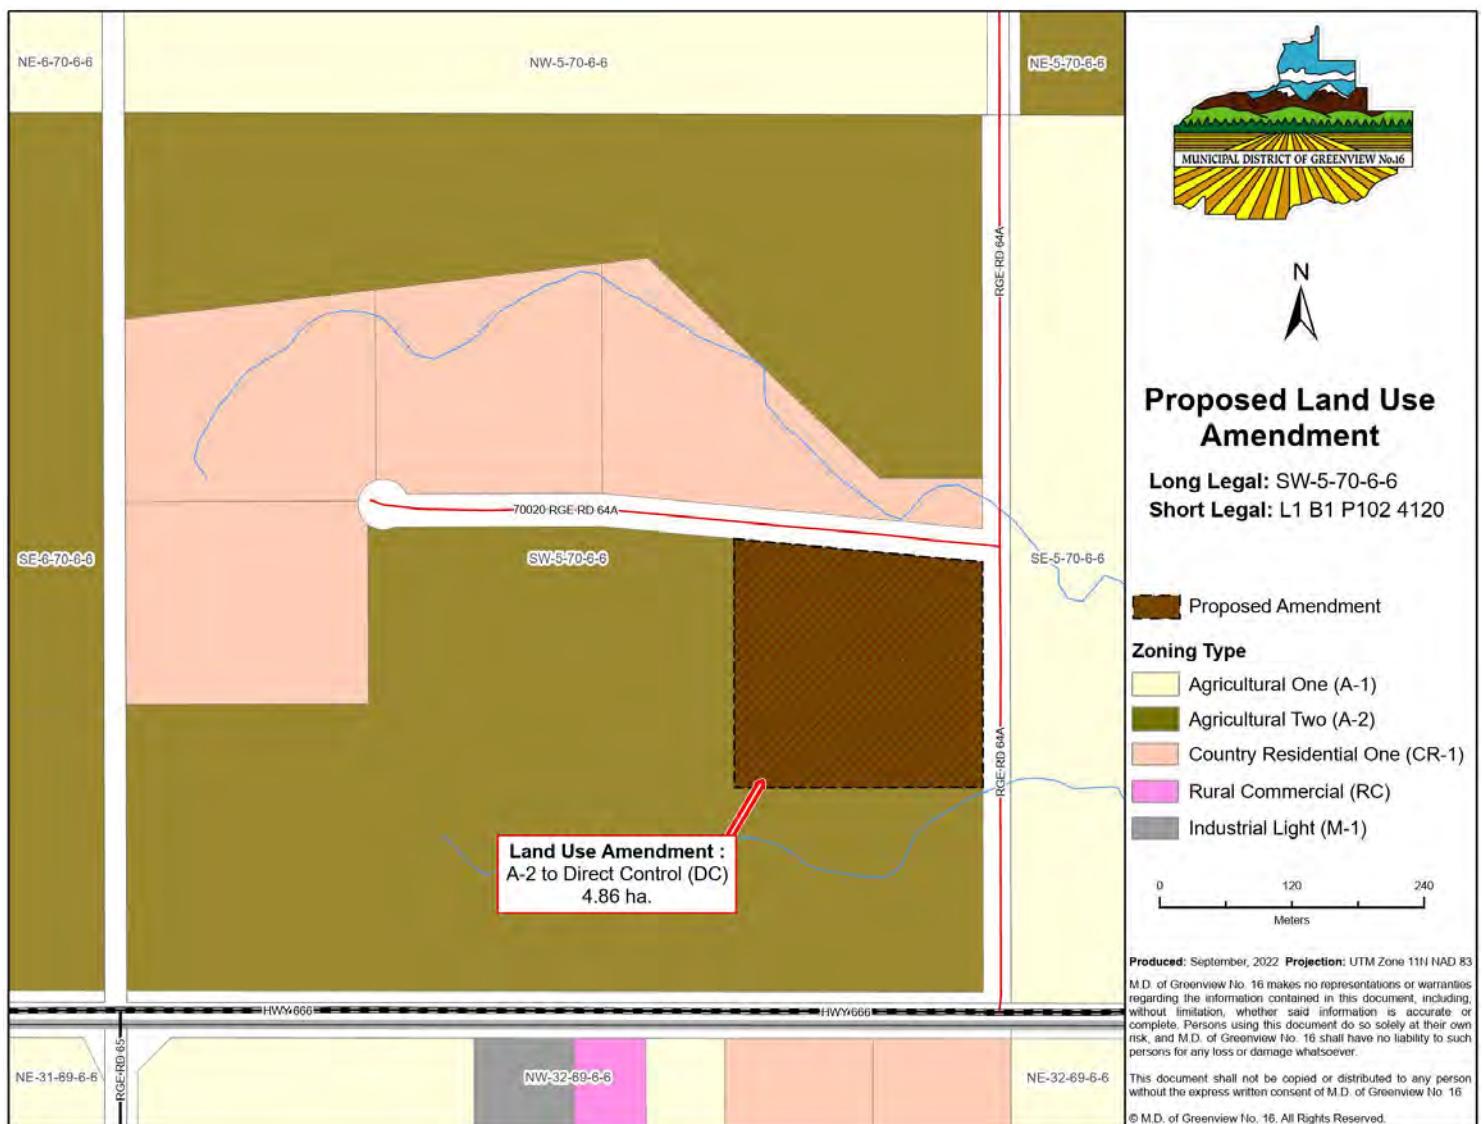 NE-6-70-6-6
NW-5-70-6-6
NE-5-70-6-6
RGE-RD 64A
70020 RGE-RD 64A
SE-6-70-6-6
SW-5-70-6-6
SE-5-70-6-6
RGE-RD 64A
Land Use Amendment :
A-2 to Direct Control (DC)
4.86 ha.
HWY 666
HWY 666
RGE-RD 65
NE-31-69-6-6
NW-32-69-6-6
NE-32-69-6-6
MUNICIPAL DISTRICT OF GREENVIEW No.16
N
Proposed Land Use
Amendment
Long Legal: SW-5-70-6-6
Short Legal: L1 B1 P102 4120
Proposed Amendment
Zoning Type
Agricultural One (A-1)
Agricultural Two (A-2)
Country Residential One (CR-1)
Rural Commercial (RC)
Industrial Light (M-1)
0 120 240
Meters
Produced: September, 2022 Projection: UTM Zone 11N NAD 83
M.D. of Greenview No. 16 makes no representations or warranties
regarding the information contained in this document, including,
without limitation, whether said information is accurate or
complete. Persons using this document do so solely at their own
risk, and M.D. of Greenview No. 16 shall have no liability to such
persons for any loss or damage whatsoever.
This document shall not be copied or distributed to any person
without the express written consent of M.D. of Greenview No. 16
© M.D. of Greenview No. 16. All Rights Reserved.